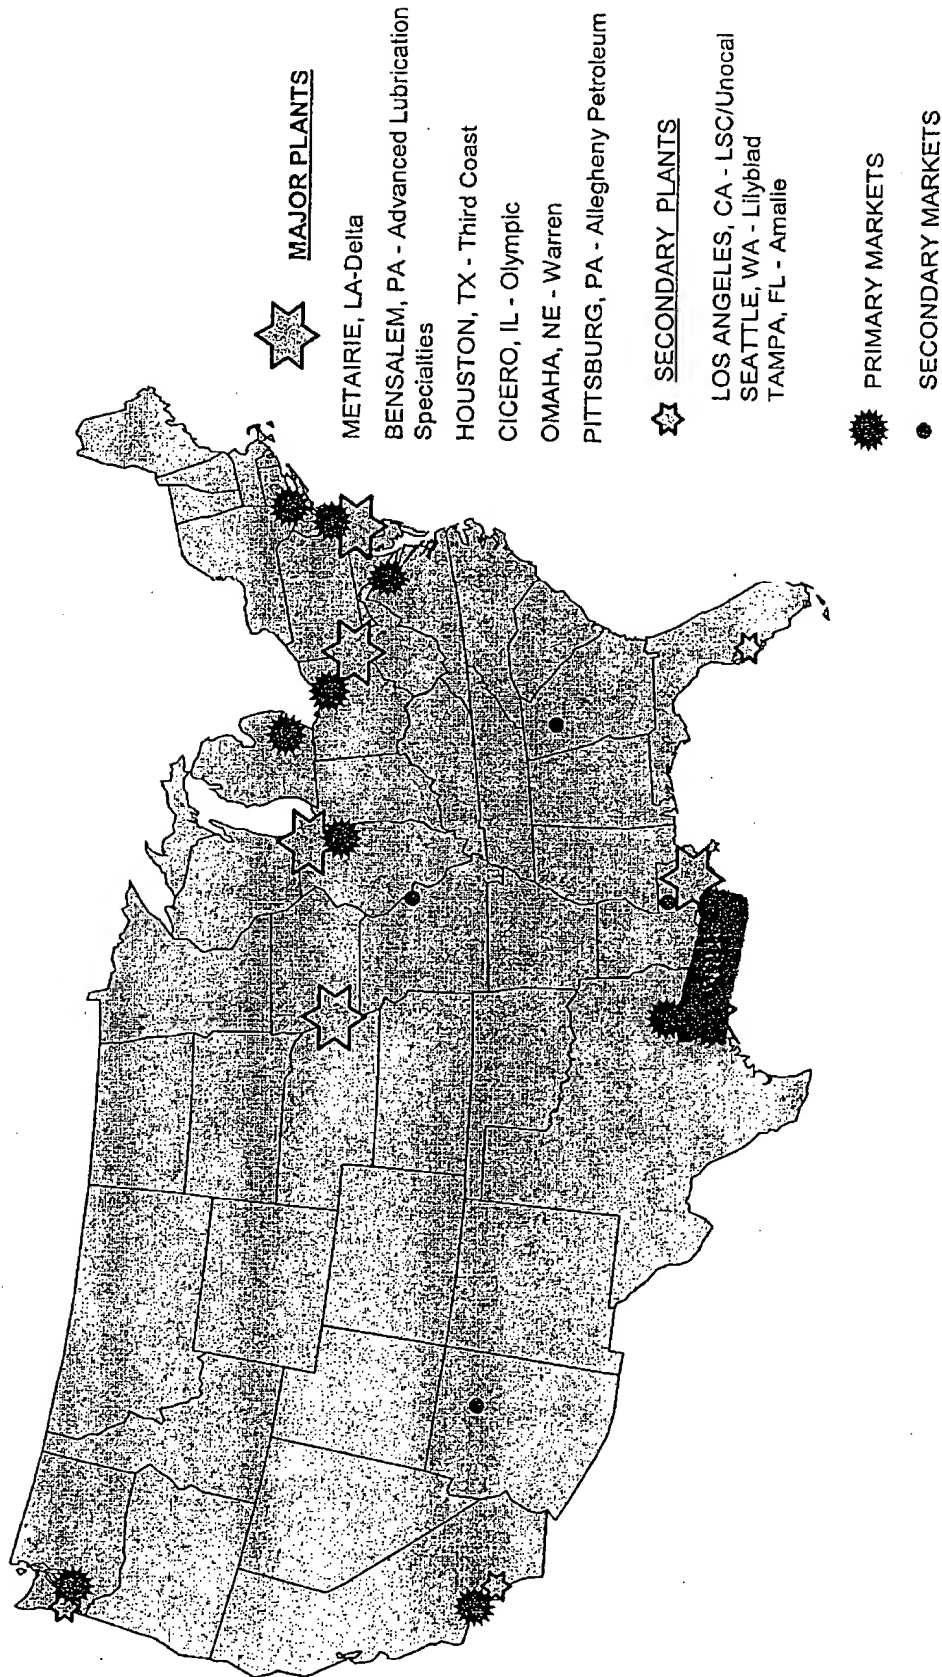 MAJOR PLANTS
METAIRIE, LA-Delta
BENSALEM, PA - Advanced Lubrication
Specialties
HOUSTON, TX - Third Coast
CICERO, IL - Olympic
OMAHA, NE - Warren
PITTSBURG, PA - Allegheny Petroleum
SECONDARY PLANTS
LOS ANGELES, CA - LSC/Unocal
SEATTLE, WA - Lilyblad
TAMPA, FL - Amalie
PRIMARY MARKETS
SECONDARY MARKETS